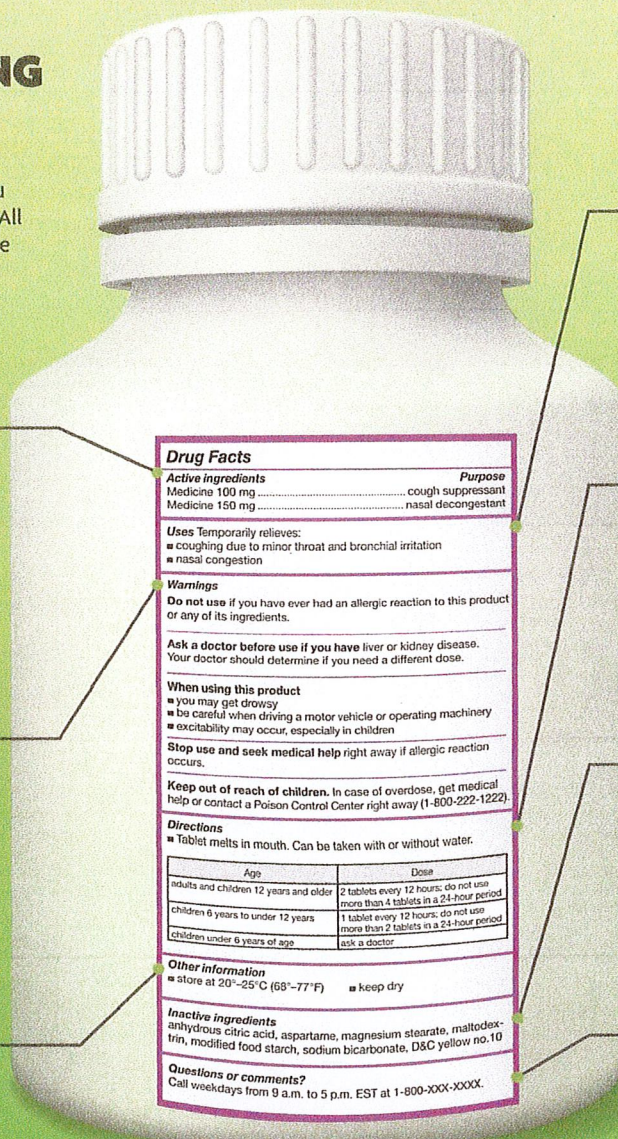 NG
u
All
e
Drug Facts
Active ingredients Purpose
Medicine 100 mg ........................................ cough suppressant
Medicine 150 mg ........................................ nasal decongestant
Uses Temporarily relieves:
■ coughing due to minor throat and bronchial irritation
■ nasal congestion
Warnings
Do not use if you have ever had an allergic reaction to this product
or any of its ingredients.
Ask a doctor before use if you have liver or kidney disease.
Your doctor should determine if you need a different dose.
When using this product
■ you may get drowsy
■ be careful when driving a motor vehicle or operating machinery
■ excitability may occur, especially in children
Stop use and seek medical help right away if allergic reaction
occurs.
Keep out of reach of children. In case of overdose, get medical
help or contact a Poison Control Center right away (1-800-222-1222).
Directions
■ Tablet melts in mouth. Can be taken with or without water.
Age Dose
adults and children 12 years and older 2 tablets every 12 hours; do not use
more than 4 tablets in a 24-hour period
children 6 years to under 12 years 1 tablet every 12 hours; do not use
more than 2 tablets in a 24-hour period
children under 6 years of age ask a doctor
Other information
■ store at 20°–25°C (68°–77°F) ■ keep dry
Inactive ingredients
anhydrous citric acid, aspartame, magnesium stearate, maltodex-
trin, modified food starch, sodium bicarbonate, D&C yellow no.10
Questions or comments?
Call weekdays from 9 a.m. to 5 p.m. EST at 1-800-XXX-XXXX.